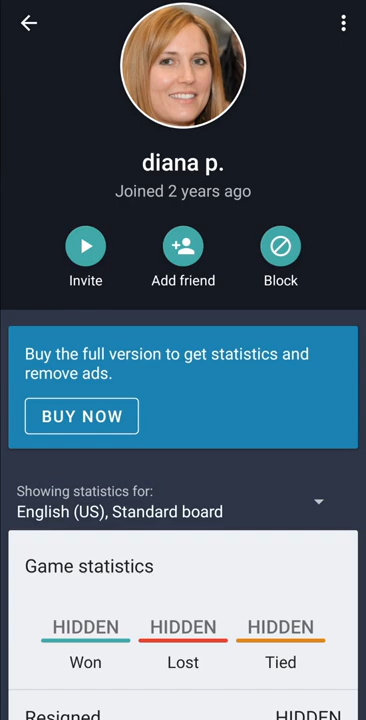 diana p.
Joined 2 years ago
Invite
Add friend
Block
Buy the full version to get statistics and
remove ads.
BUY NOW
Showing statistics for:
English (US), Standard board
Game statistics
HIDDEN HIDDEN HIDDEN
Won Lost Tied
Resigned HIDDEN